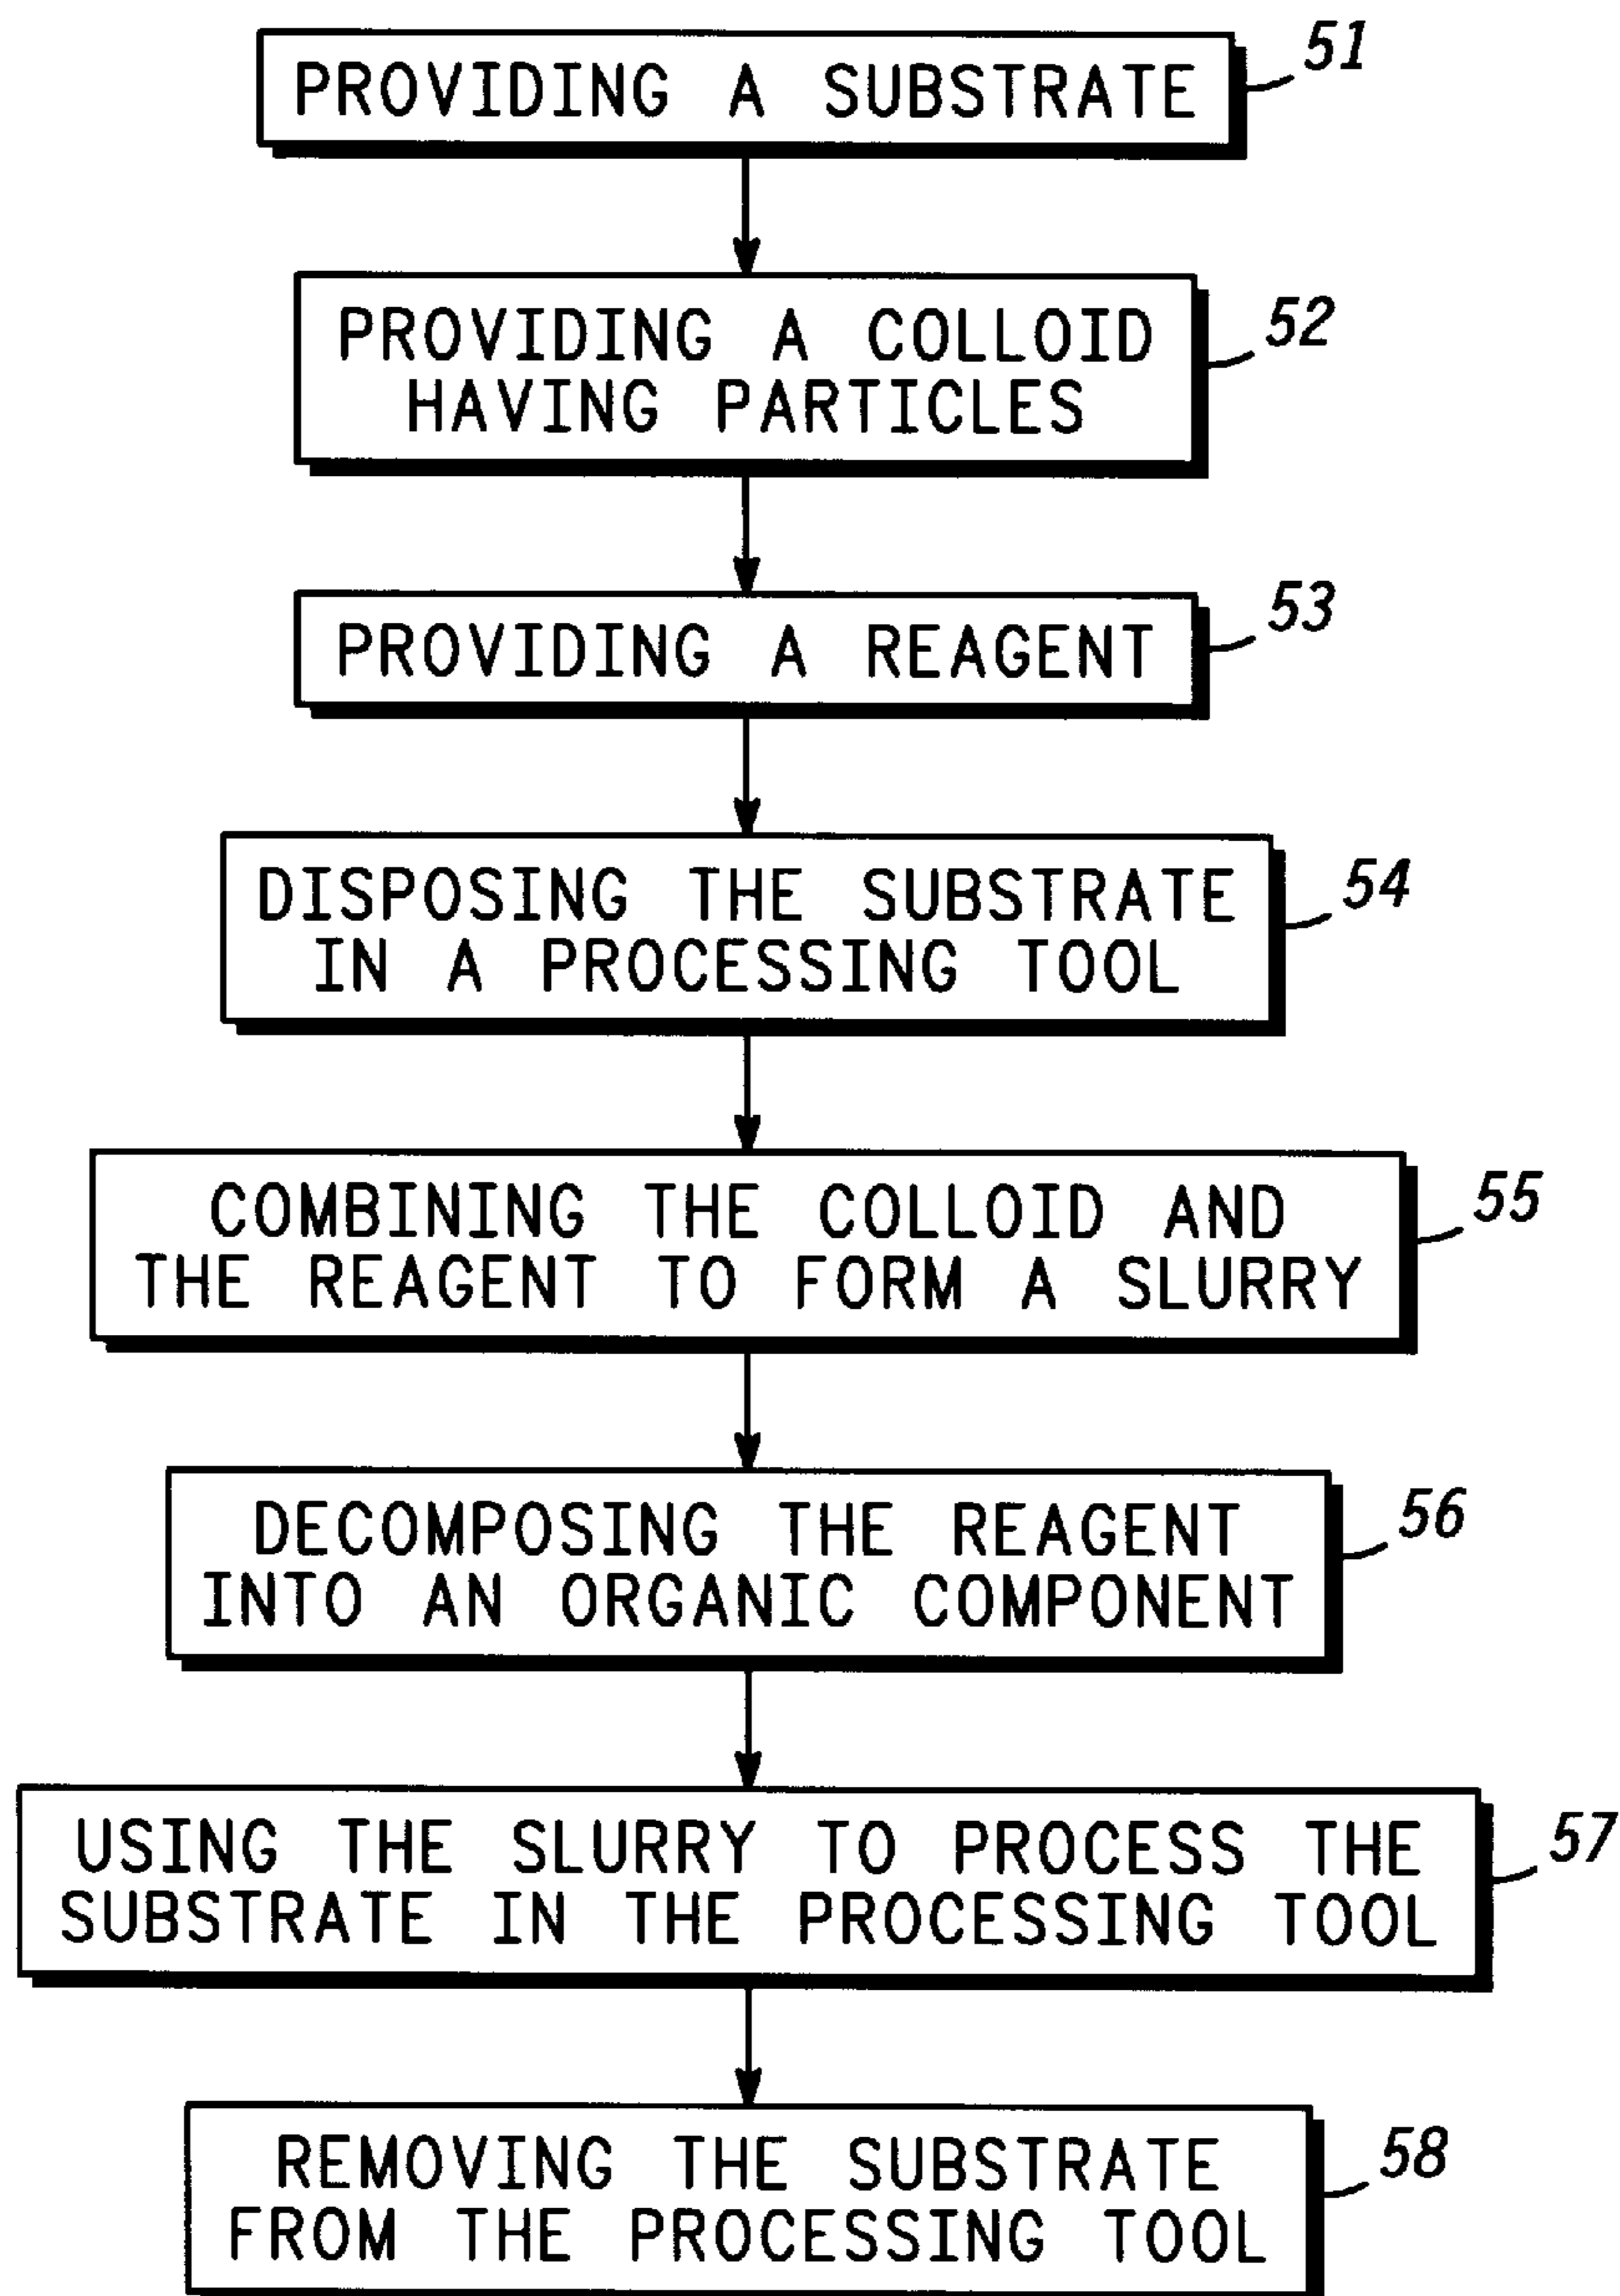 PROVIDING A SUBSTRATE
51
PROVIDING A COLLOID
HAVING PARTICLES
52
PROVIDING A REAGENT
53
DISPOSING THE SUBSTRATE
IN A PROCESSING TOOL
54
COMBINING THE COLLOID AND
THE REAGENT TO FORM A SLURRY
55
DECOMPOSING THE REAGENT
INTO AN ORGANIC COMPONENT
56
USING THE SLURRY TO PROCESS THE
SUBSTRATE IN THE PROCESSING TOOL
57
REMOVING THE SUBSTRATE
FROM THE PROCESSING TOOL
58